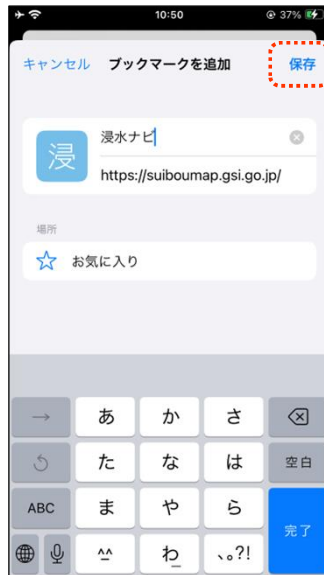 10:50
37%
キャンセル ブックマークを追加 保存
浸
浸水ナビ
https://suiboumap.gsi.go.jp/
場所
お気に入り
→ あ か さ
た な は 空白
ABC ま や ら
^^ わ_ 、。?! 完了